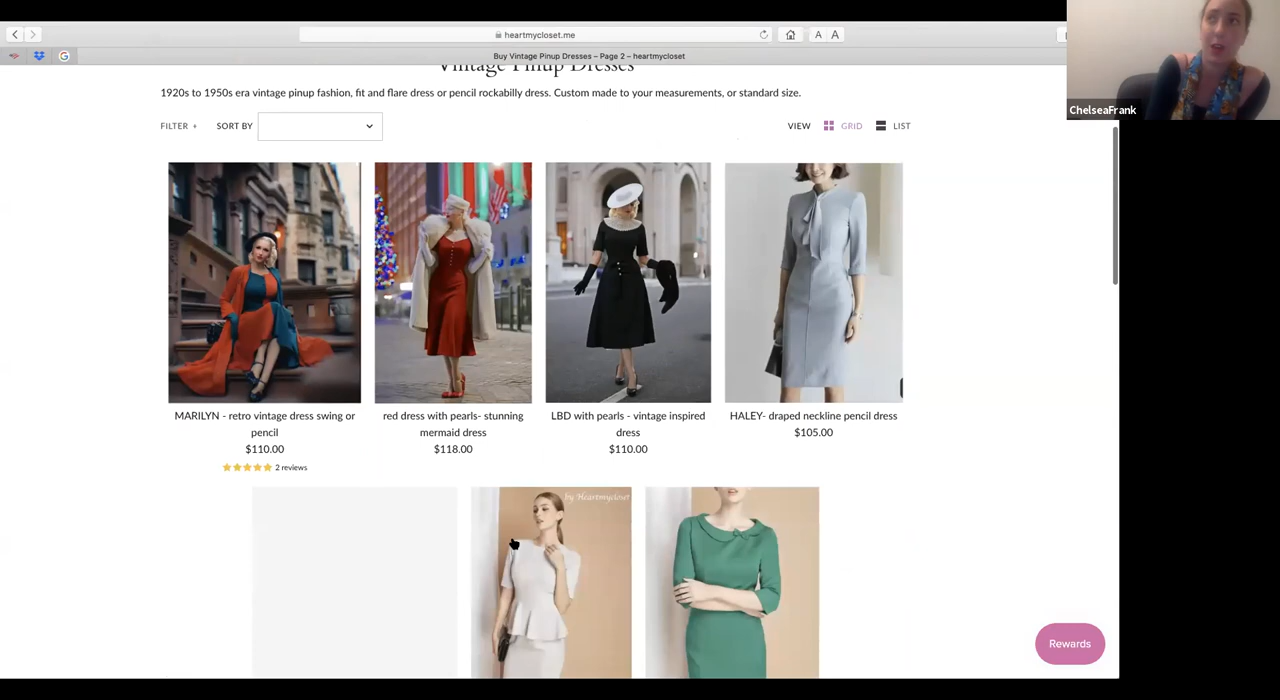 heartmycloset.me
A A
Buy Vintage Pinup Dresses – Page 2 – heartmycloset
Vintage Pinup Dresses
1920s to 1950s era vintage pinup fashion, fit and flare dress or pencil rockabilly dress. Custom made to your measurements, or standard size.
FILTER +
SORT BY
VIEW GRID LIST
MARILYN - retro vintage dress swing or
pencil
$110.00
2 reviews
red dress with pearls- stunning
mermaid dress
$118.00
LBD with pearls - vintage inspired
dress
$110.00
HALEY- draped neckline pencil dress
$105.00
by Heartmycloset
Rewards
ChelseaFrank